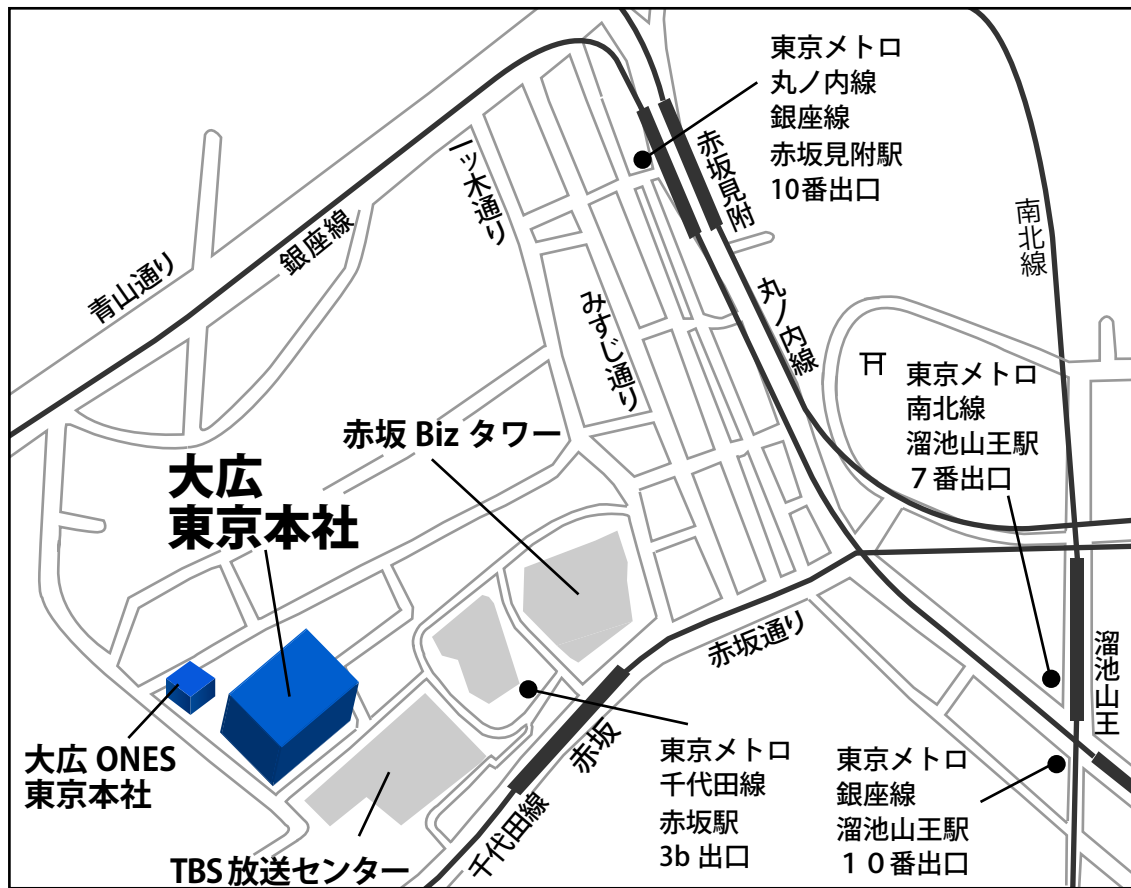 東京メトロ
丸ノ内線
銀座線
赤坂見附駅
10番出口
一ッ木通り
赤坂見附
南北線
銀座線
青山通り
丸ノ内線
みすじ通り
東京メトロ
南北線
溜池山王駅
７番出口
赤坂 Biz タワー
大広
東京本社
赤坂通り
溜池山王
大広 ONES
東京本社
赤坂
東京メトロ
千代田線
赤坂駅
3b 出口
東京メトロ
銀座線
溜池山王駅
１０番出口
千代田線
TBS 放送センター